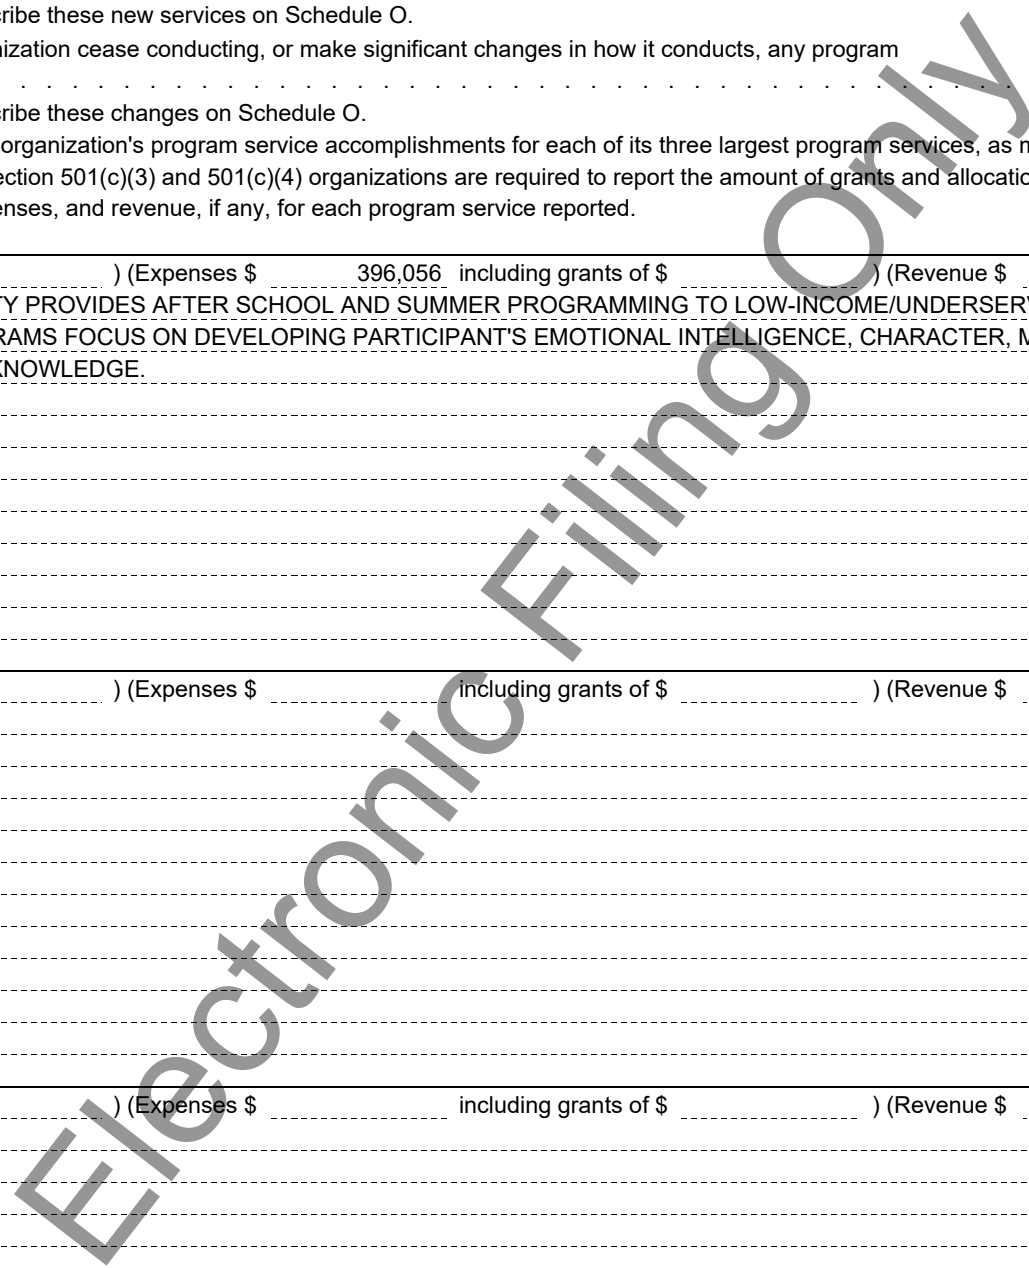 cribe these new services on Schedule O.
nization cease conducting, or make significant changes in how it conducts, any program
. . . . . . . . . . . . . . . . . . . . . . . . . . . . . . . . . . . . . . .
cribe these changes on Schedule O.
organization's program service accomplishments for each of its three largest program services, as m
ection 501(c)(3) and 501(c)(4) organizations are required to report the amount of grants and allocatio
enses, and revenue, if any, for each program service reported.
) (Expenses $ 396,056 including grants of $ ) (Revenue $
TY PROVIDES AFTER SCHOOL AND SUMMER PROGRAMMING TO LOW-INCOME/UNDERSERV
RAMS FOCUS ON DEVELOPING PARTICIPANT'S EMOTIONAL INTELLIGENCE, CHARACTER, M
KNOWLEDGE.
) (Expenses $ including grants of $ ) (Revenue $
) (Expenses $ including grants of $ ) (Revenue $
Electronic Filing Only